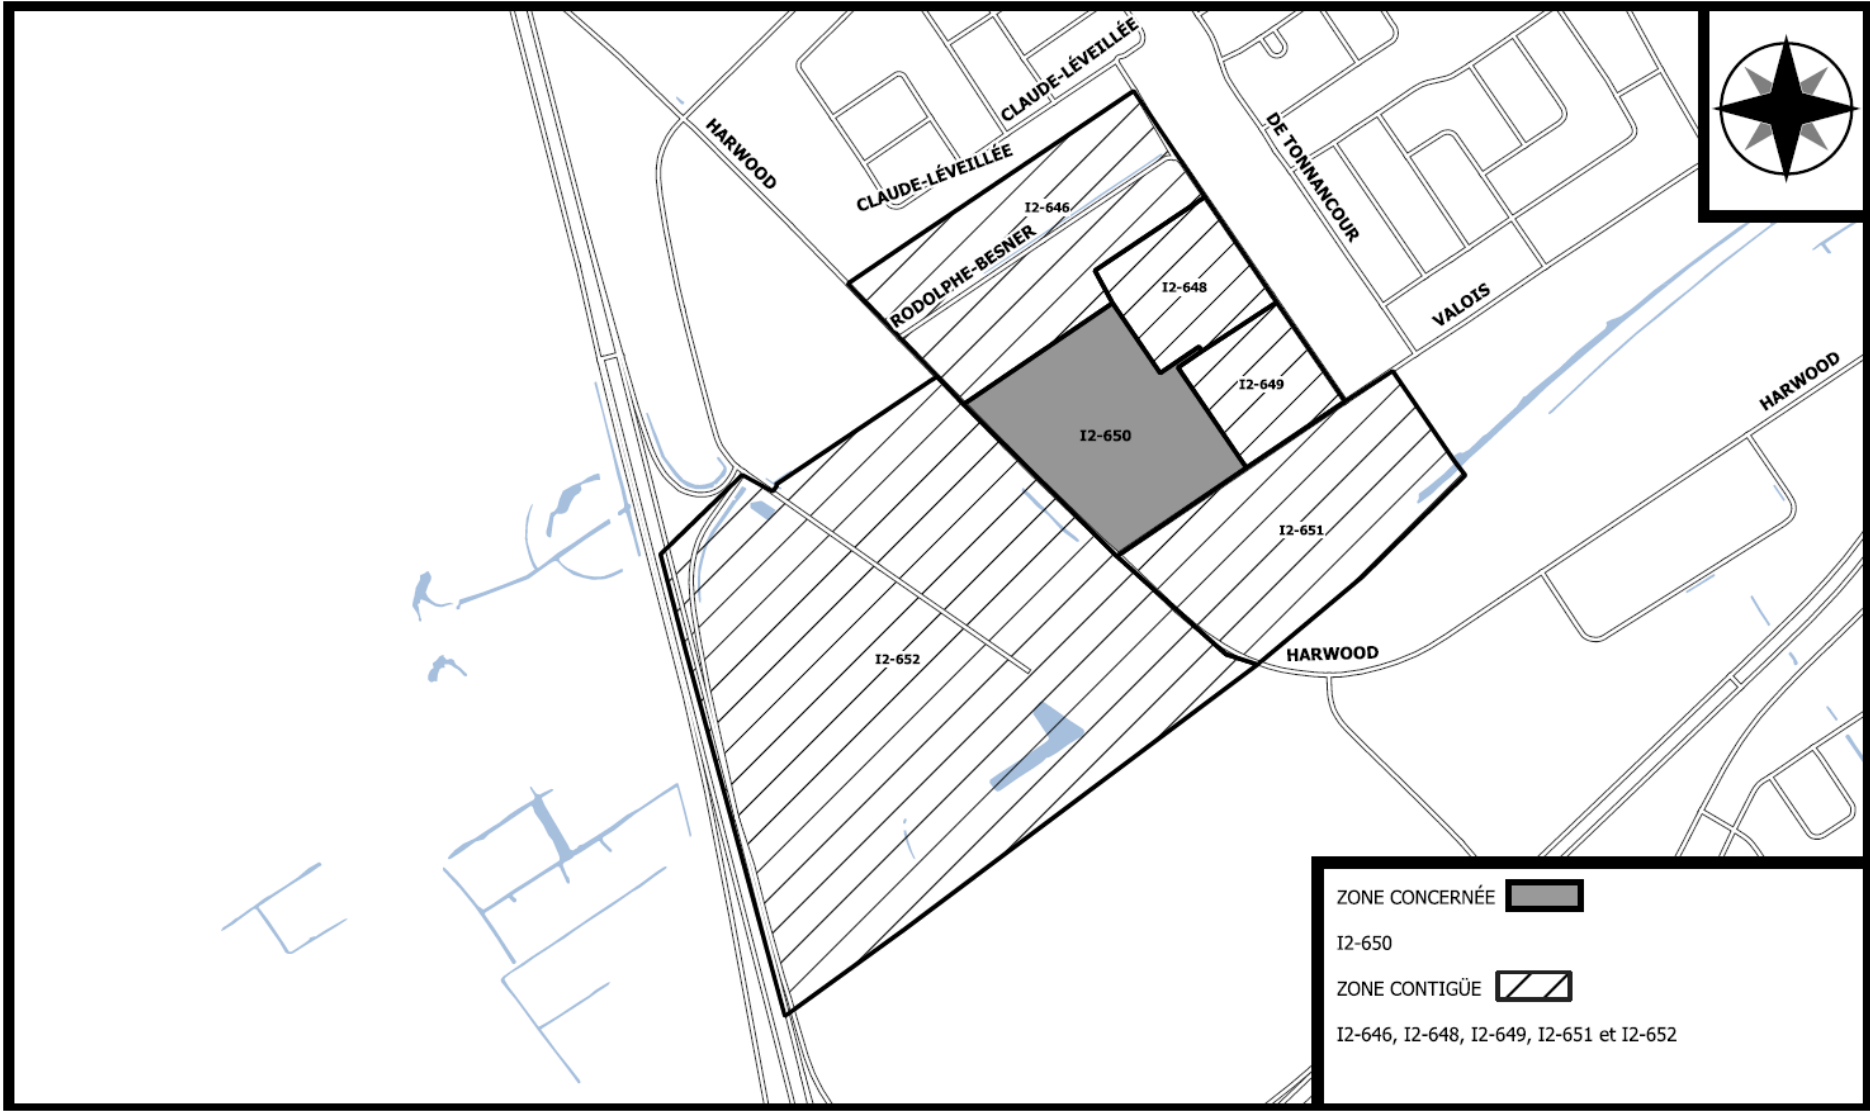 CLAUDE-LÉVEILLÉE
HARWOOD
DE TONNANCOUR
CLAUDE-LÉVEILLÉE
I2-646
RODOLPHE-BESNER
I2-648
VALOIS
I2-649
HARWOOD
I2-650
I2-651
HARWOOD
I2-652
ZONE CONCERNÉE
I2-650
ZONE CONTIGÜE
I2-646, I2-648, I2-649, I2-651 et I2-652